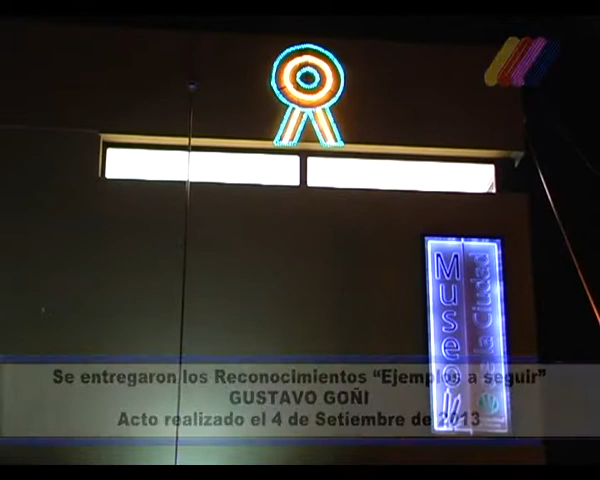 Museo
de la Ciudad
Se entregaron los Reconocimientos “Ejemplos a seguir”
GUSTAVO GOÑI
Acto realizado el 4 de Setiembre de 2013